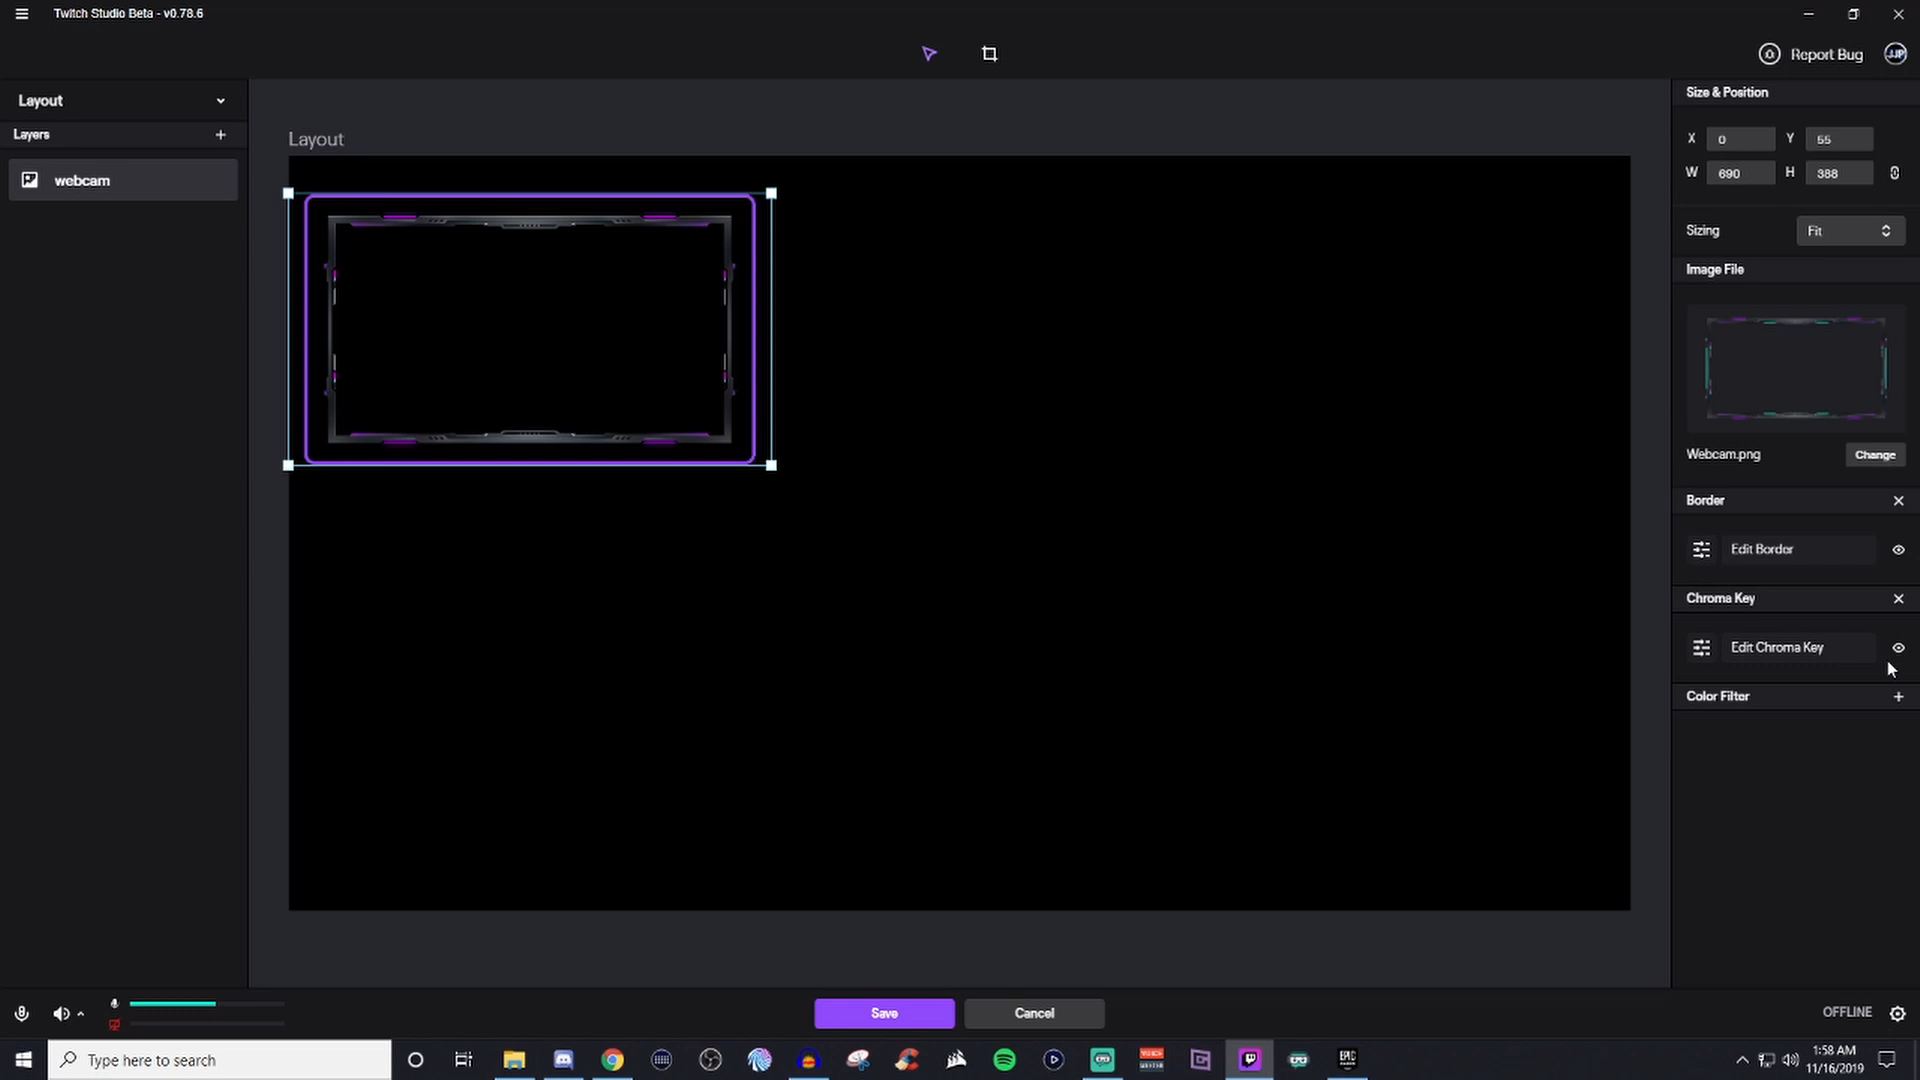 Twitch Studio Beta - v0.78.6
Report Bug
Layout
Layers
webcam
Layout
Size & Position
X 0 Y 55
W 690 H 388
Sizing Fit
Image File
Webcam.png Change
Border
Edit Border
Chroma Key
Edit Chroma Key
Color Filter
Save Cancel
OFFLINE
Type here to search
EPIC
1:58 AM
11/16/2019